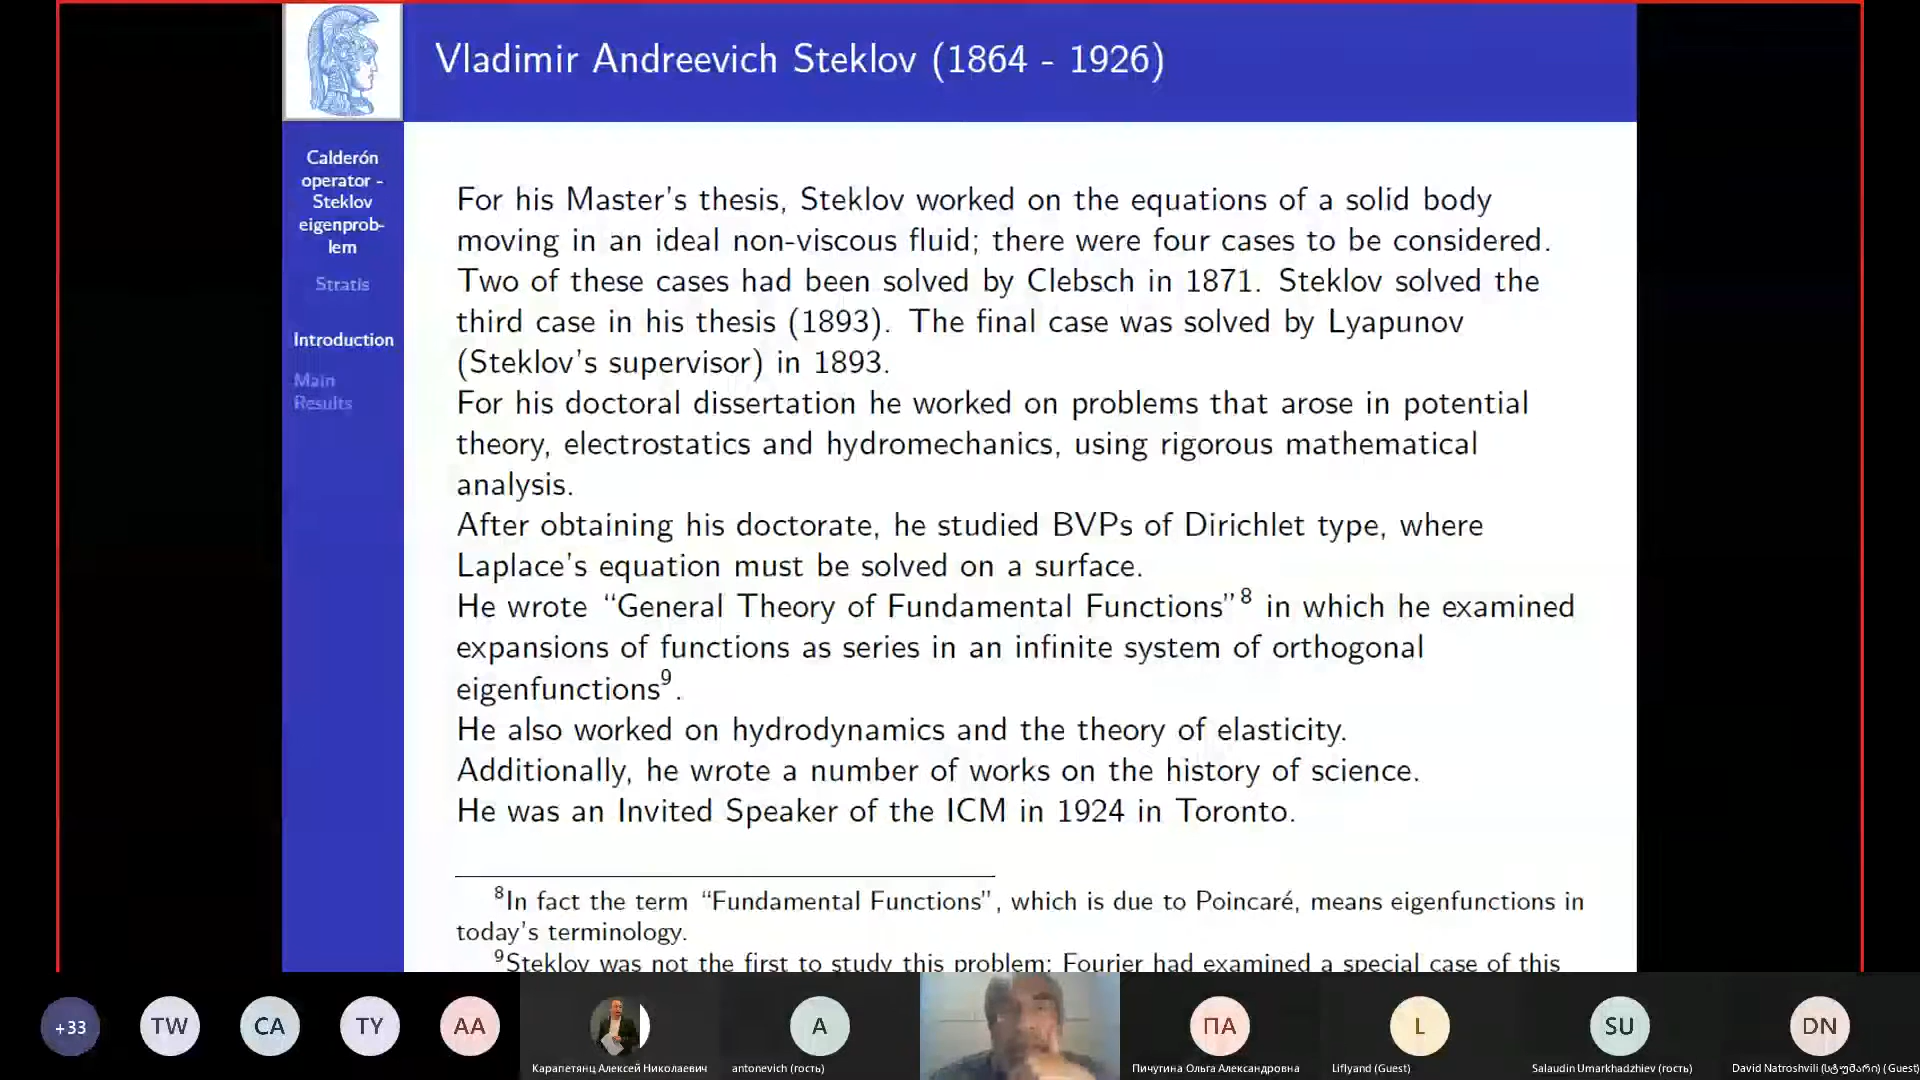 Vladimir Andreevich Steklov (1864 - 1926)
Calderón
operator -
Steklov
eigenprob-
lem
Stratis
Introduction
Main
Results
For his Master's thesis, Steklov worked on the equations of a solid body
moving in an ideal non-viscous fluid; there were four cases to be considered.
Two of these cases had been solved by Clebsch in 1871. Steklov solved the
third case in his thesis (1893). The final case was solved by Lyapunov
(Steklov's supervisor) in 1893.
For his doctoral dissertation he worked on problems that arose in potential
theory, electrostatics and hydromechanics, using rigorous mathematical
analysis.
After obtaining his doctorate, he studied BVPs of Dirichlet type, where
Laplace's equation must be solved on a surface.
He wrote “General Theory of Fundamental Functions”⁸ in which he examined
expansions of functions as series in an infinite system of orthogonal
eigenfunctions⁹.
He also worked on hydrodynamics and the theory of elasticity.
Additionally, he wrote a number of works on the history of science.
He was an Invited Speaker of the ICM in 1924 in Toronto.
⁸In fact the term “Fundamental Functions”, which is due to Poincaré, means eigenfunctions in
today's terminology.
⁹Steklov was not the first to study this problem; Fourier had examined a special case of this
+33
TW
CA
TY
AA
A
ПА
L
SU
DN
Карапетянц Алексей Николаевич
antonevich (гость)
Пичугина Ольга Александровна
Liflyand (Guest)
Salaudin Umarkhadzhiev (гость)
David Natroshvili (სტუმარი) (Guest)